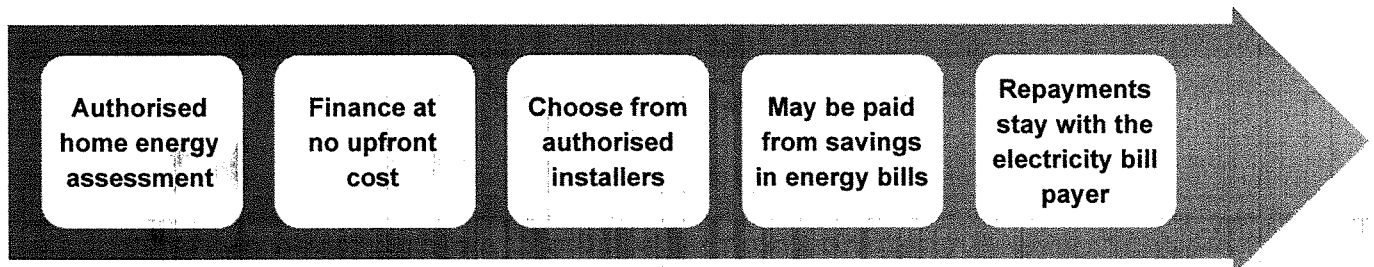 Authorised
home energy
assessment
Finance at
no upfront
cost
Choose from
authorised
installers
May be paid
from savings
in energy bills
Repayments
stay with the
electricity bill
payer